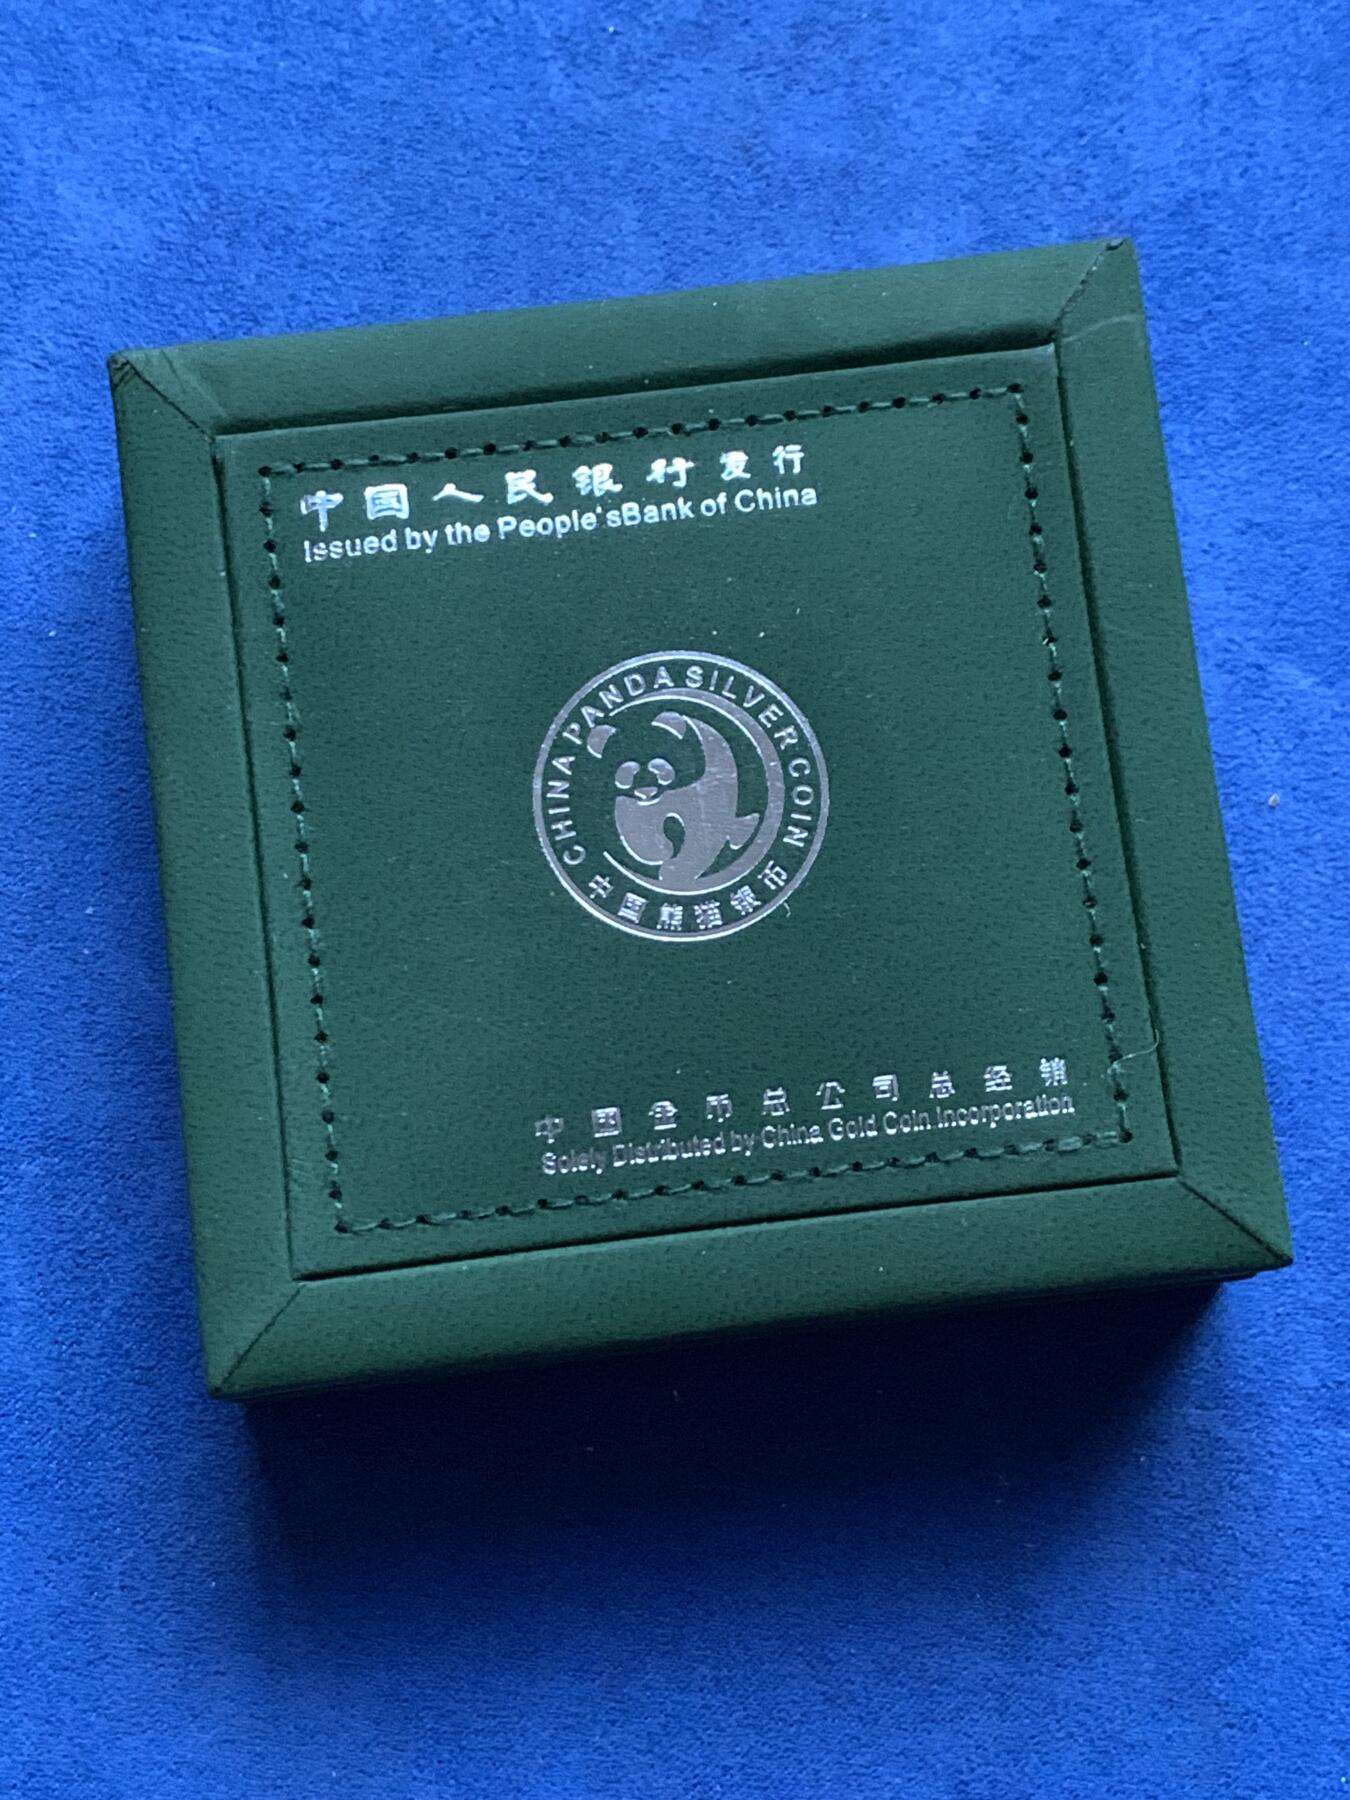 中国人民银行发行
Issued by the People'sBank of China
CHINA PANDA SILVER COIN
中国熊猫银币
中国金币总公司总经销
Solely Distributed by China Gold Coin Incorporation